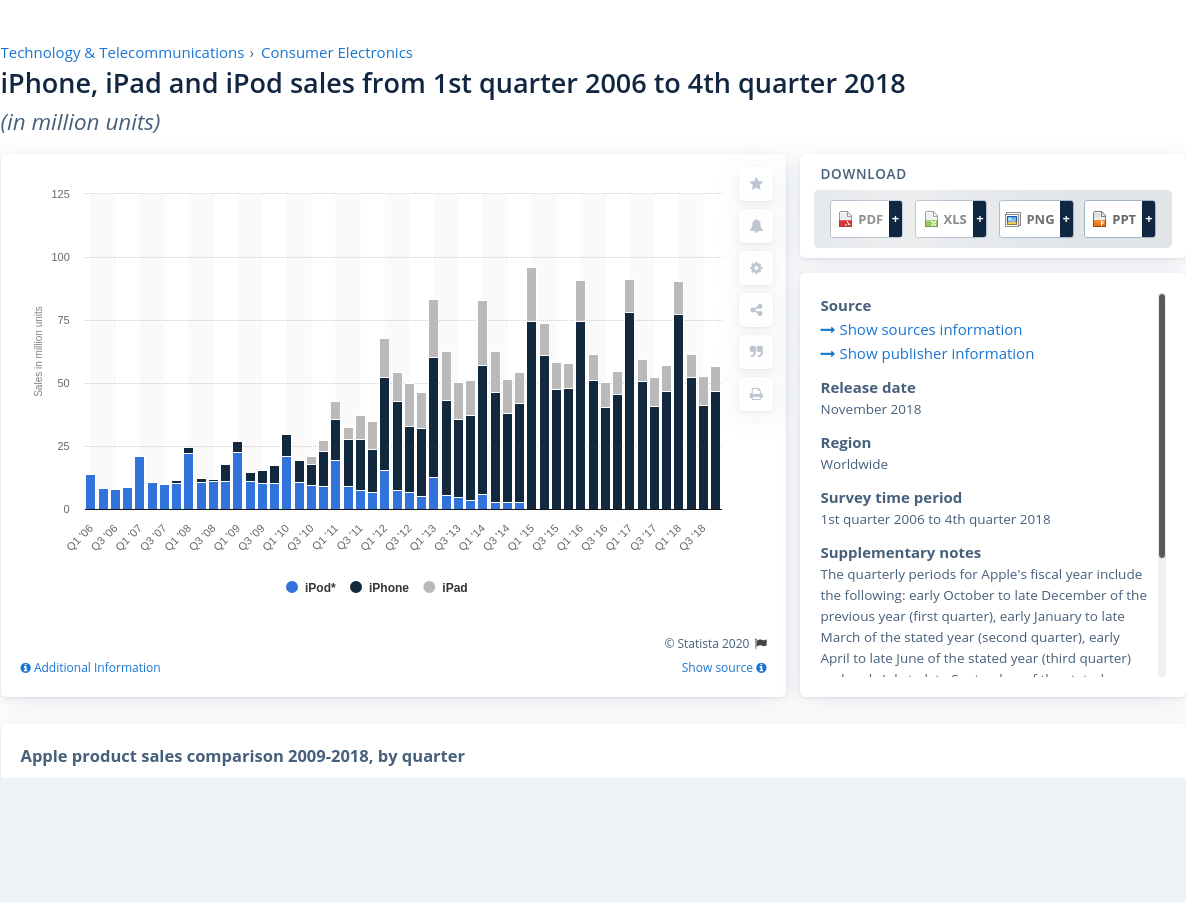 Technology & Telecommunications › Consumer Electronics
iPhone, iPad and iPod sales from 1st quarter 2006 to 4th quarter 2018
(in million units)
Sales in million units
125
100
75
50
25
0
Q1 '06
Q3 '06
Q1 '07
Q3 '07
Q1 '08
Q3 '08
Q1 '09
Q3 '09
Q1 '10
Q3 '10
Q1 '11
Q3 '11
Q1 '12
Q3 '12
Q1 '13
Q3 '13
Q1 '14
Q3 '14
Q1 '15
Q3 '15
Q1 '16
Q3 '16
Q1 '17
Q3 '17
Q1 '18
Q3 '18
iPod* iPhone iPad
© Statista 2020
Additional Information
Show source
DOWNLOAD
PDF + XLS + PNG + PPT +
Source
Show sources information
Show publisher information
Release date
November 2018
Region
Worldwide
Survey time period
1st quarter 2006 to 4th quarter 2018
Supplementary notes
The quarterly periods for Apple's fiscal year include
the following: early October to late December of the
previous year (first quarter), early January to late
March of the stated year (second quarter), early
April to late June of the stated year (third quarter)
Apple product sales comparison 2009-2018, by quarter